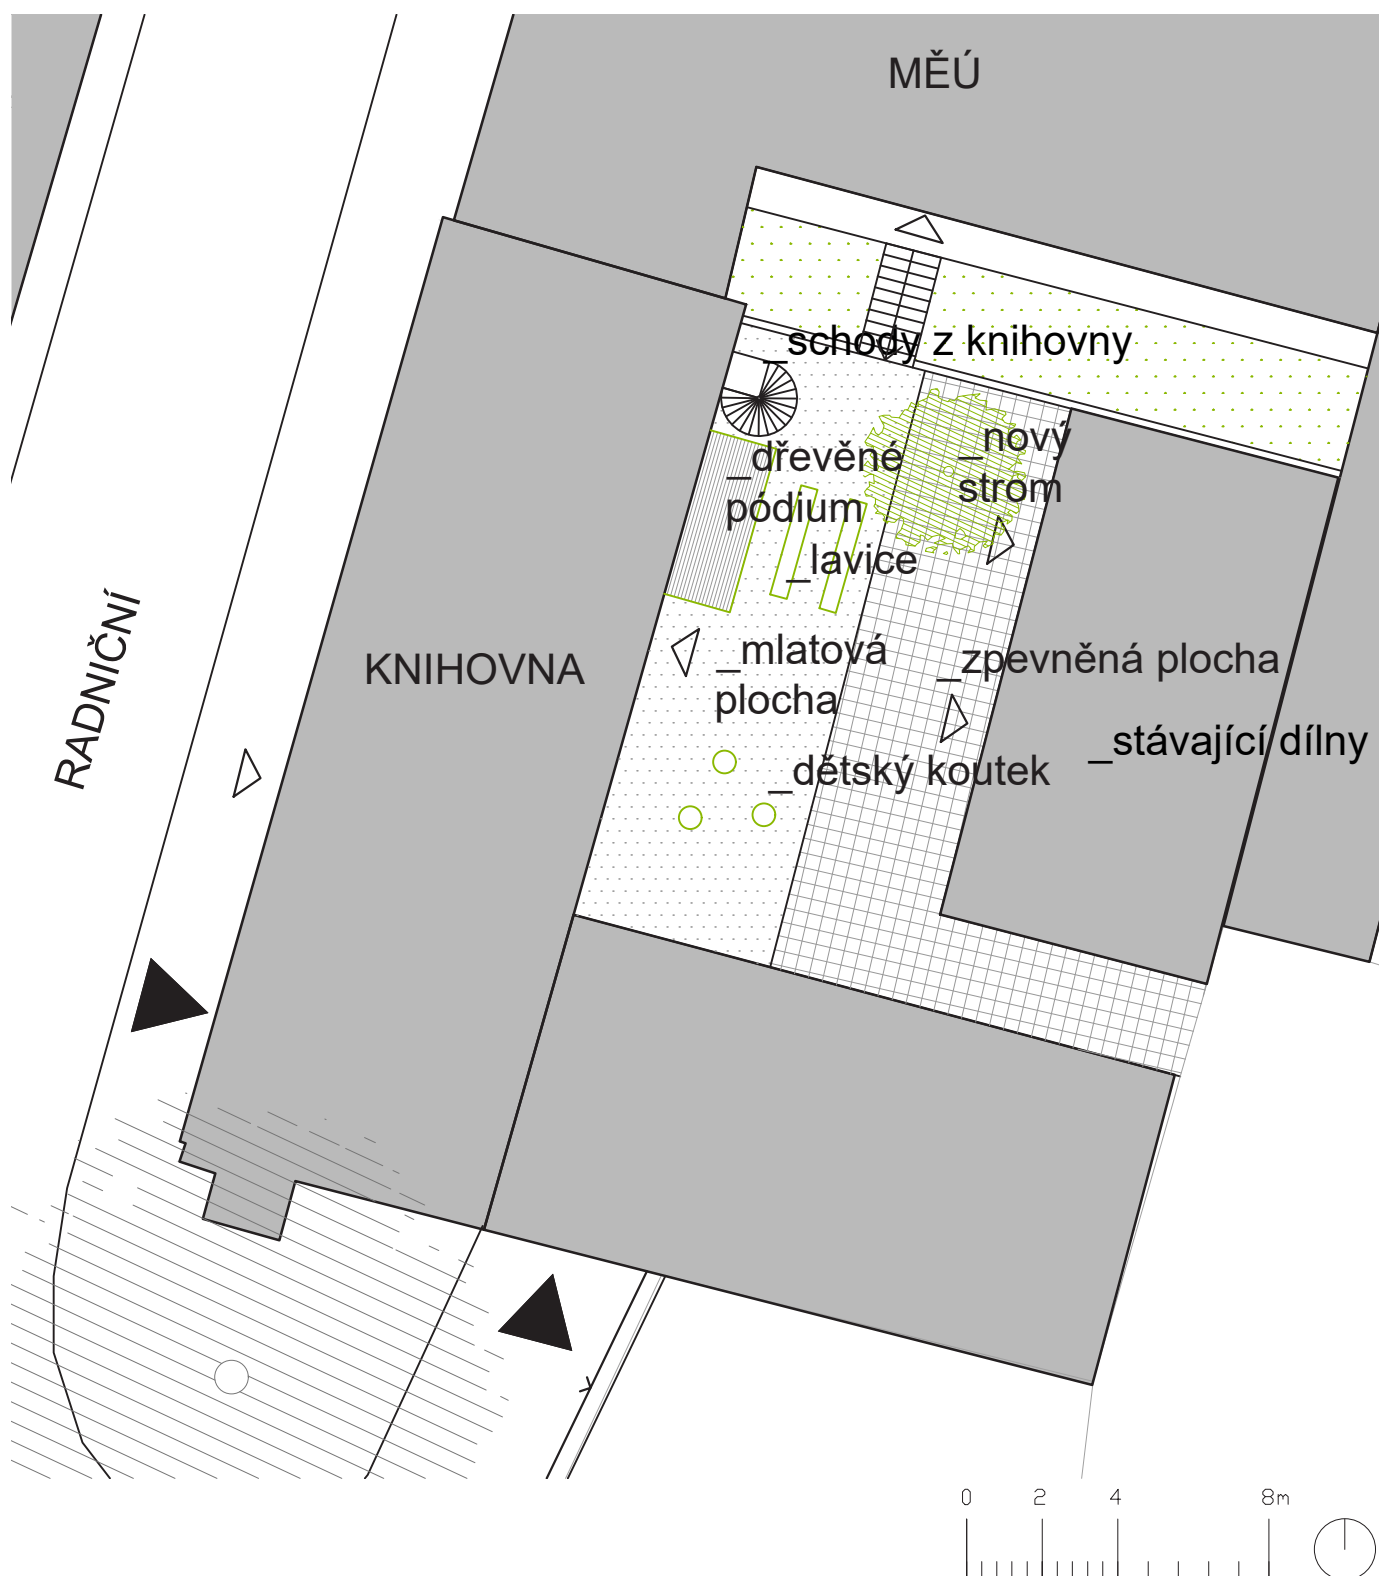 MĚÚ
_schody z knihovny
_nový
strom
_dřevěné
pódium
_lavice
RADNIČNÍ
KNIHOVNA
_mlatová
plocha
_zpevněná plocha
_stávající dílny
_dětský koutek
0 2 4 8m